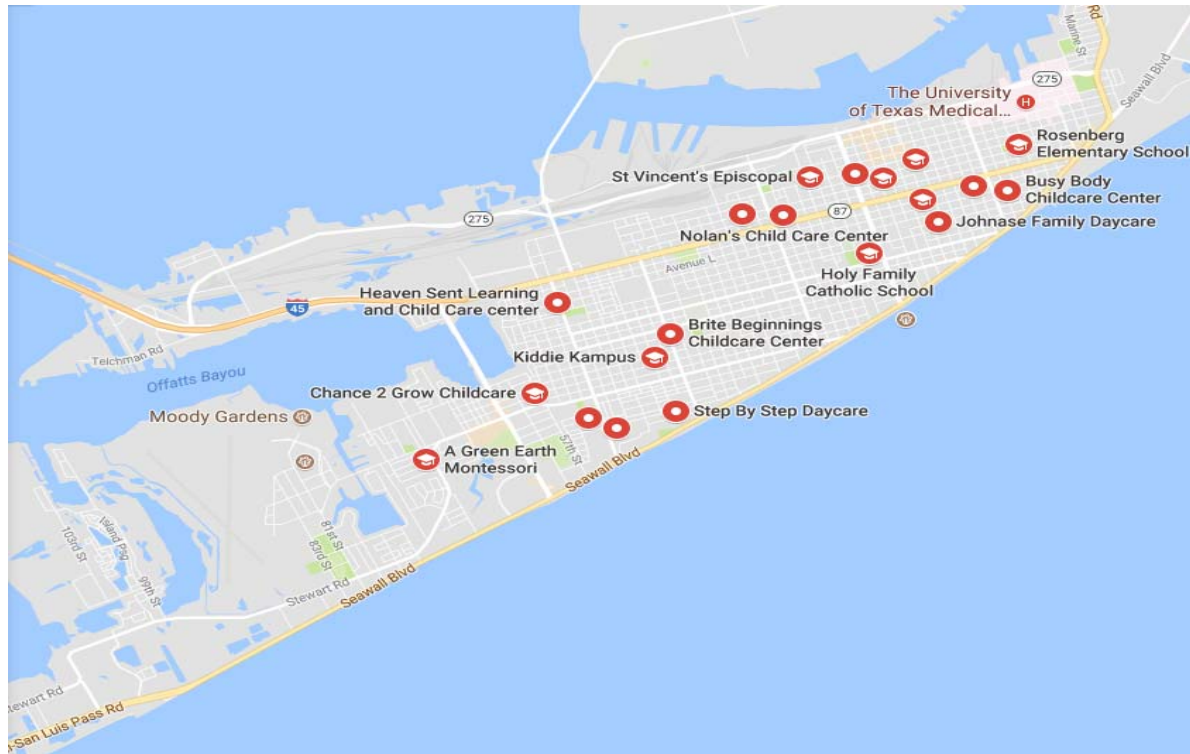 Rd
Marine St
Seawall Blvd
275
The University
of Texas Medical...
H
Rosenberg
Elementary School
St Vincent's Episcopal
Busy Body
Childcare Center
87
Johnase Family Daycare
275
Nolan's Child Care Center
Avenue L
Holy Family
Catholic School
Heaven Sent Learning
and Child Care center
45
Brite Beginnings
Childcare Center
Teichman Rd
Kiddie Kampus
Offatts Bayou
Chance 2 Grow Childcare
Moody Gardens
Step By Step Daycare
57th St
A Green Earth
Montessori
Seawall Blvd
81st St
83rd St
103rd St
Island Psg
99th St
Stewart Rd
Seawall Blvd
Stewart Rd
-San Luis Pass Rd